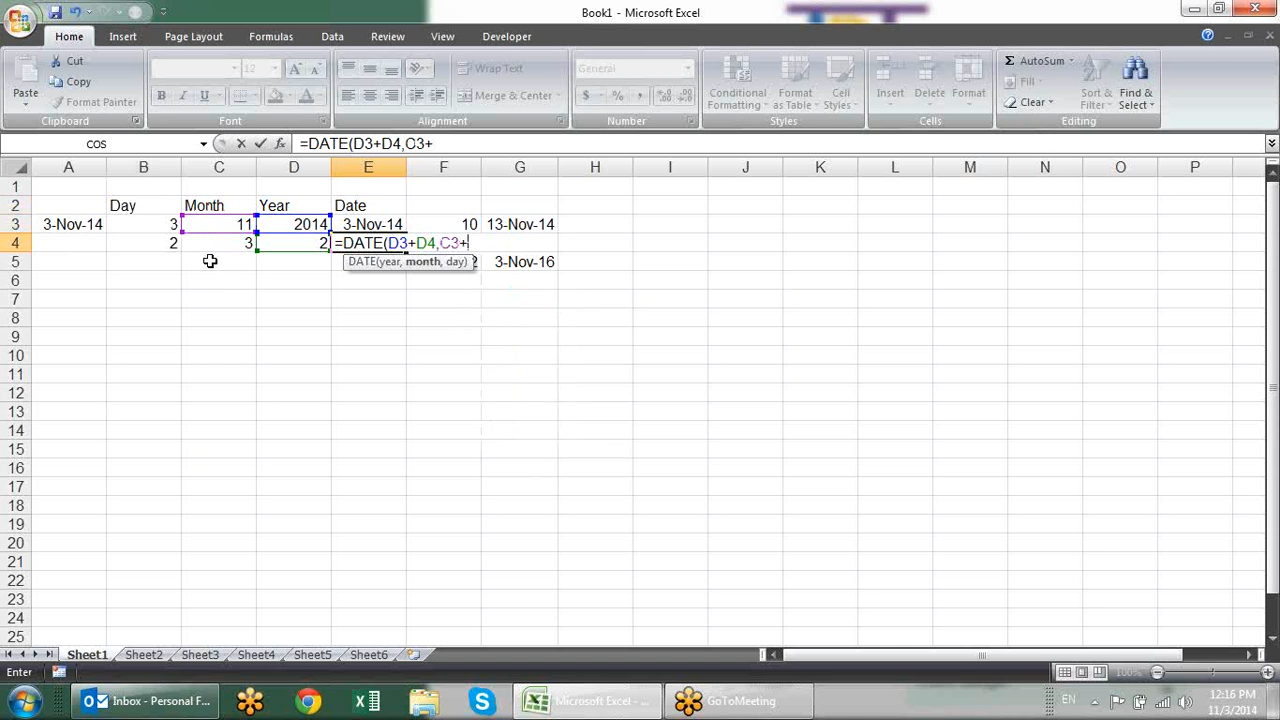 Book1 - Microsoft Excel
Home Insert Page Layout Formulas Data Review View Developer
Paste Cut Copy Format Painter Clipboard
12 A A B I U Font
Wrap Text Merge & Center Alignment
General $ % , Number
Conditional Formatting Format as Table Cell Styles Styles
Insert Delete Format Cells
Σ AutoSum Fill Clear Sort & Filter Find & Select Editing
COS =DATE(D3+D4,C3+
A B C D E F G H I J K L M N O P
1
2 Day Month Year Date
3 3-Nov-14 3 11 2014 3-Nov-14 10 13-Nov-14
4 2 3 2 =DATE(D3+D4,C3+
5 DATE(year, month, day) 2 3-Nov-16
6
7
8
9
10
11
12
13
14
15
16
17
18
19
20
21
22
23
24
25
Sheet1 Sheet2 Sheet3 Sheet4 Sheet5 Sheet6
Enter 100%
Inbox - Personal F... Microsoft Excel - ... GoToMeeting EN 12:16 PM
11/3/2014